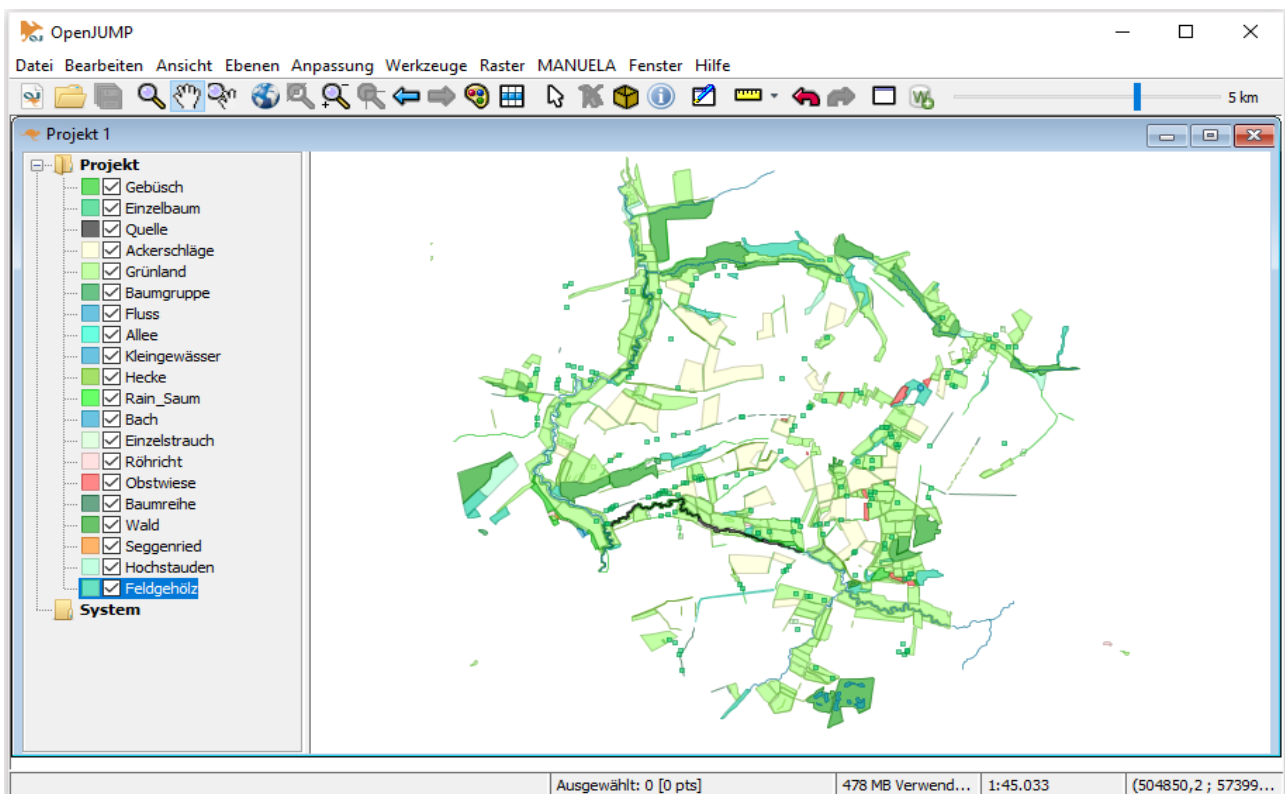 OpenJUMP
Datei Bearbeiten Ansicht Ebenen Anpassung Werkzeuge Raster MANUELA Fenster Hilfe
5 km
Projekt 1
Projekt
Gebüsch
Einzelbaum
Quelle
Ackerschläge
Grünland
Baumgruppe
Fluss
Allee
Kleingewässer
Hecke
Rain_Saum
Bach
Einzelstrauch
Röhricht
Obstwiese
Baumreihe
Wald
Seggenried
Hochstauden
Feldgehölz
System
Ausgewählt: 0 [0 pts] 478 MB Verwend... 1:45.033 (504850,2 ; 57399...